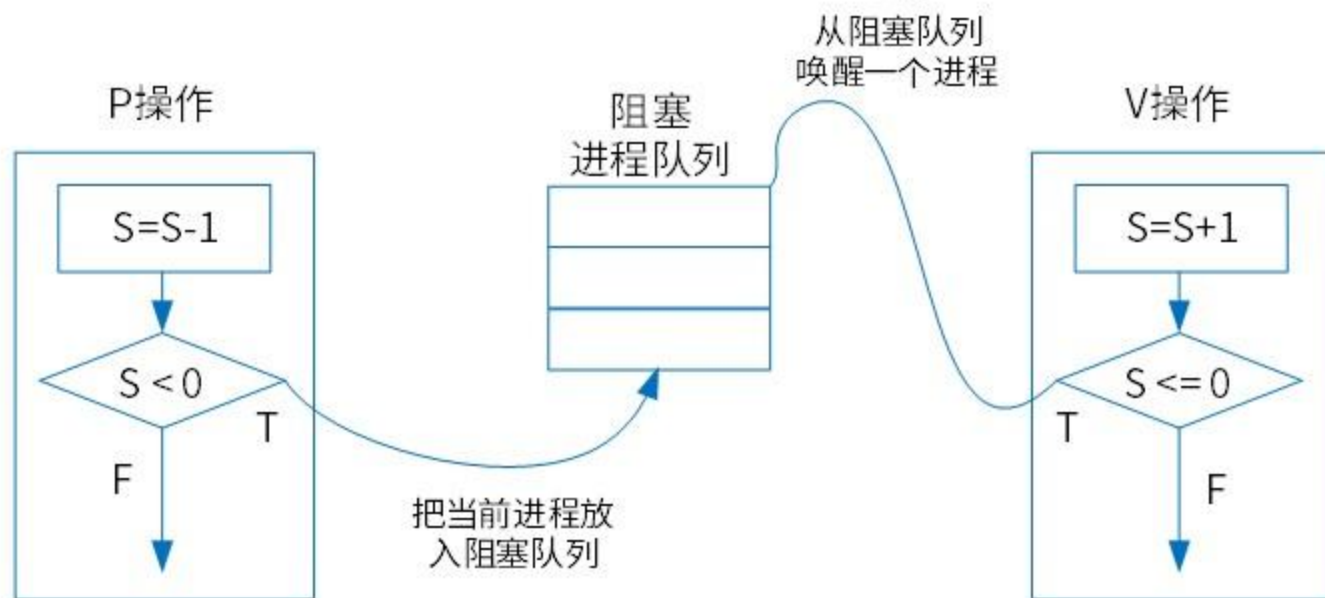 P操作
S=S-1
S < 0
T
F
把当前进程放
入阻塞队列
阻塞
进程队列
从阻塞队列
唤醒一个进程
V操作
S=S+1
S <= 0
T
F